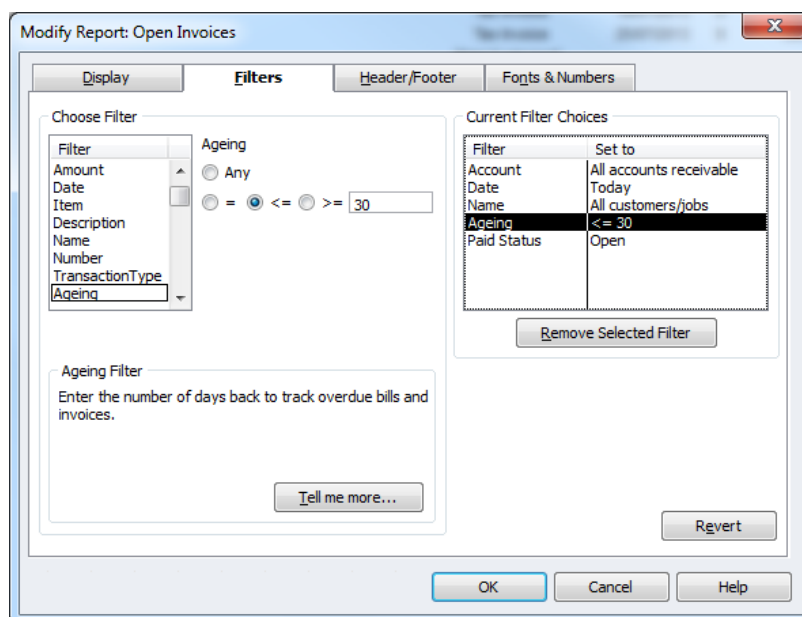 Modify Report: Open Invoices
Display
Filters
Header/Footer
Fonts & Numbers
Choose Filter
Filter
Amount
Date
Item
Description
Name
Number
TransactionType
Ageing
Ageing
Any
= <= >= 30
Ageing Filter
Enter the number of days back to track overdue bills and
invoices.
Tell me more...
Current Filter Choices
Filter Set to
Account All accounts receivable
Date Today
Name All customers/jobs
Ageing <= 30
Paid Status Open
Remove Selected Filter
Revert
OK
Cancel
Help